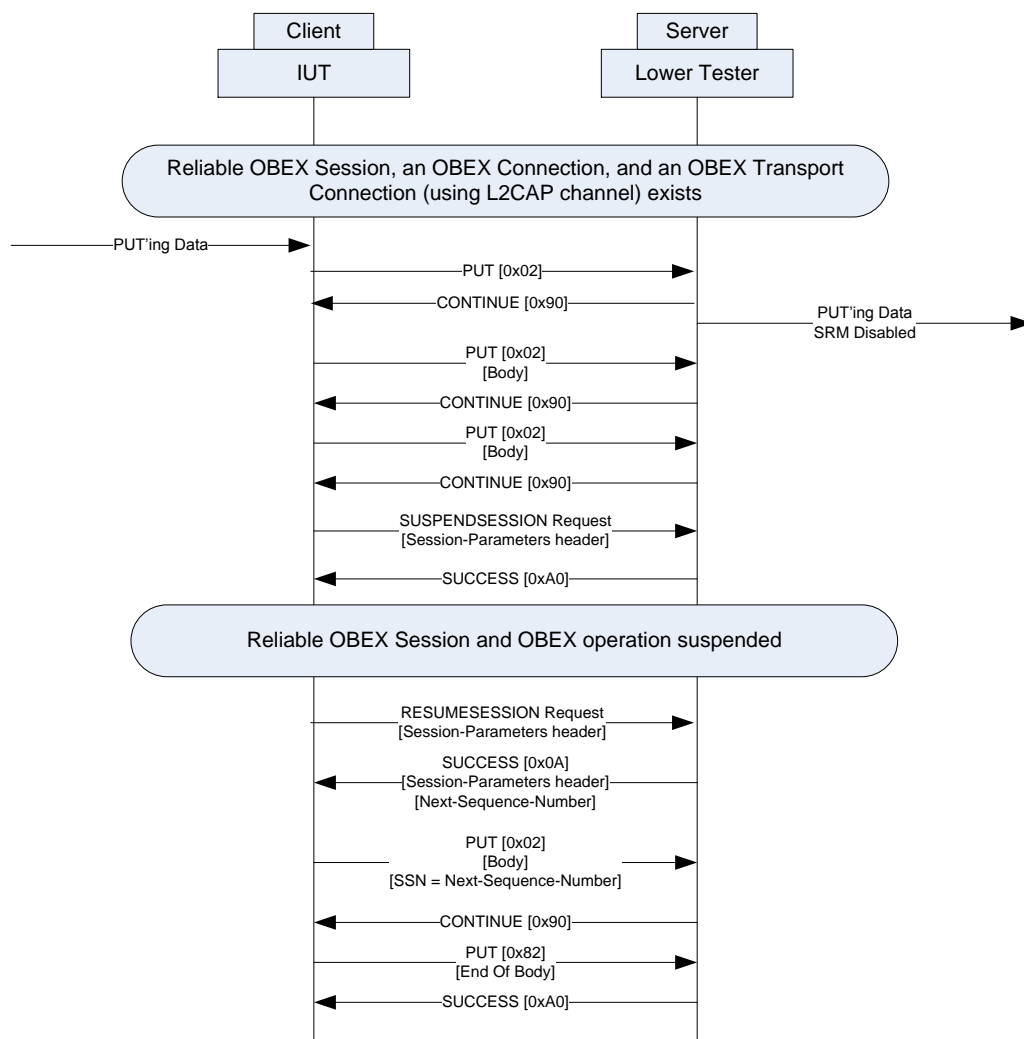 Client
Server
IUT
Lower Tester
Reliable OBEX Session, an OBEX Connection, and an OBEX Transport
Connection (using L2CAP channel) exists
PUT'ing Data
PUT [0x02]
CONTINUE [0x90]
PUT'ing Data
SRM Disabled
PUT [0x02]
[Body]
CONTINUE [0x90]
PUT [0x02]
[Body]
CONTINUE [0x90]
SUSPENDSESSION Request
[Session-Parameters header]
SUCCESS [0xA0]
Reliable OBEX Session and OBEX operation suspended
RESUMESESSION Request
[Session-Parameters header]
SUCCESS [0x0A]
[Session-Parameters header]
[Next-Sequence-Number]
PUT [0x02]
[Body]
[SSN = Next-Sequence-Number]
CONTINUE [0x90]
PUT [0x82]
[End Of Body]
SUCCESS [0xA0]